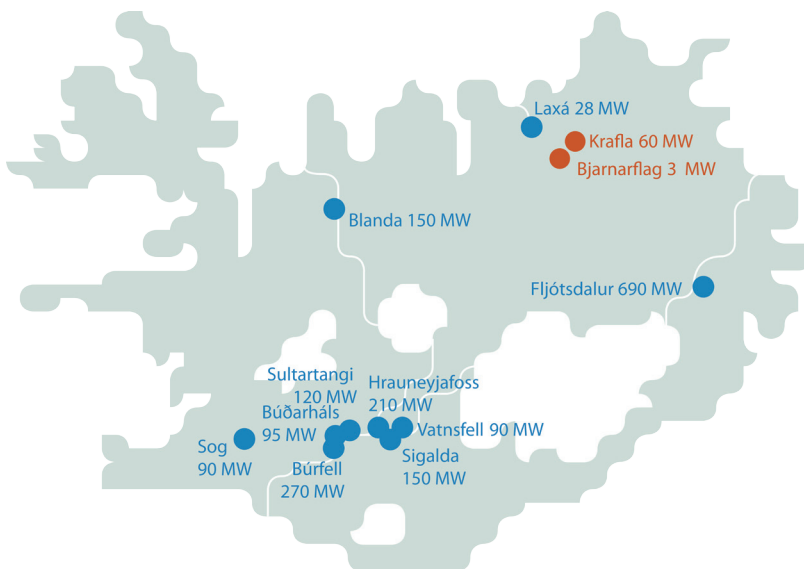 Laxá 28 MW
Krafla 60 MW
Bjarnarflag 3 MW
Blanda 150 MW
Fljótsdalur 690 MW
Sultartangi
120 MW
Hrauneyjafoss
210 MW
Búðarháls
95 MW
Vatnsfell 90 MW
Sog
90 MW
Búrfell
270 MW
Sigalda
150 MW